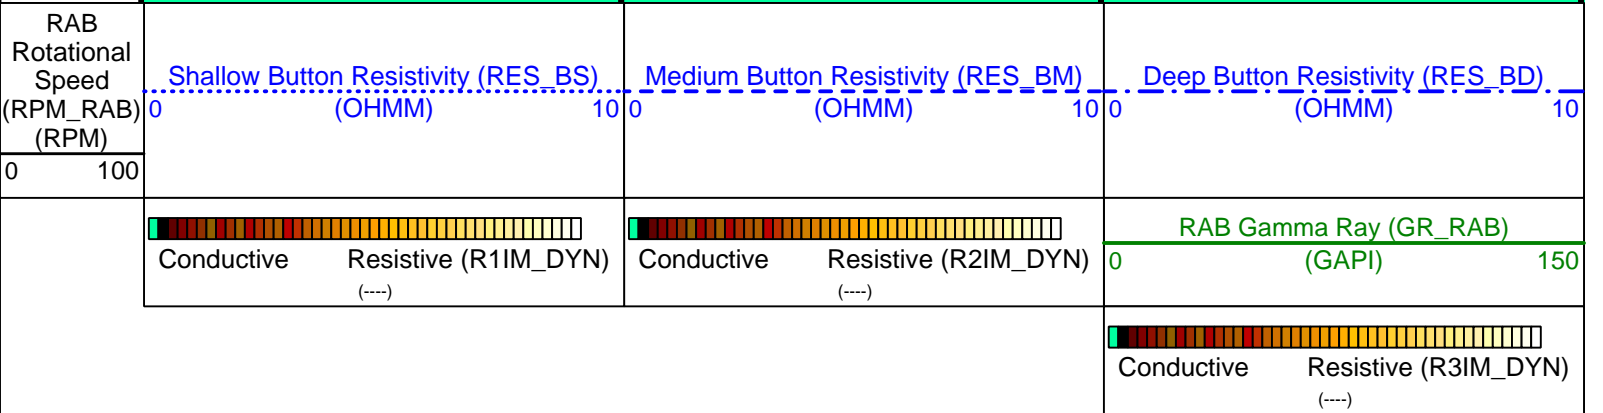 RAB
Rotational
Speed
(RPM_RAB)
(RPM)
0 100
Shallow Button Resistivity (RES_BS)
0 (OHMM) 10
Medium Button Resistivity (RES_BM)
0 (OHMM) 10
Deep Button Resistivity (RES_BD)
0 (OHMM) 10
Conductive Resistive (R1IM_DYN)
(----)
Conductive Resistive (R2IM_DYN)
(----)
RAB Gamma Ray (GR_RAB)
0 (GAPI) 150
Conductive Resistive (R3IM_DYN)
(----)